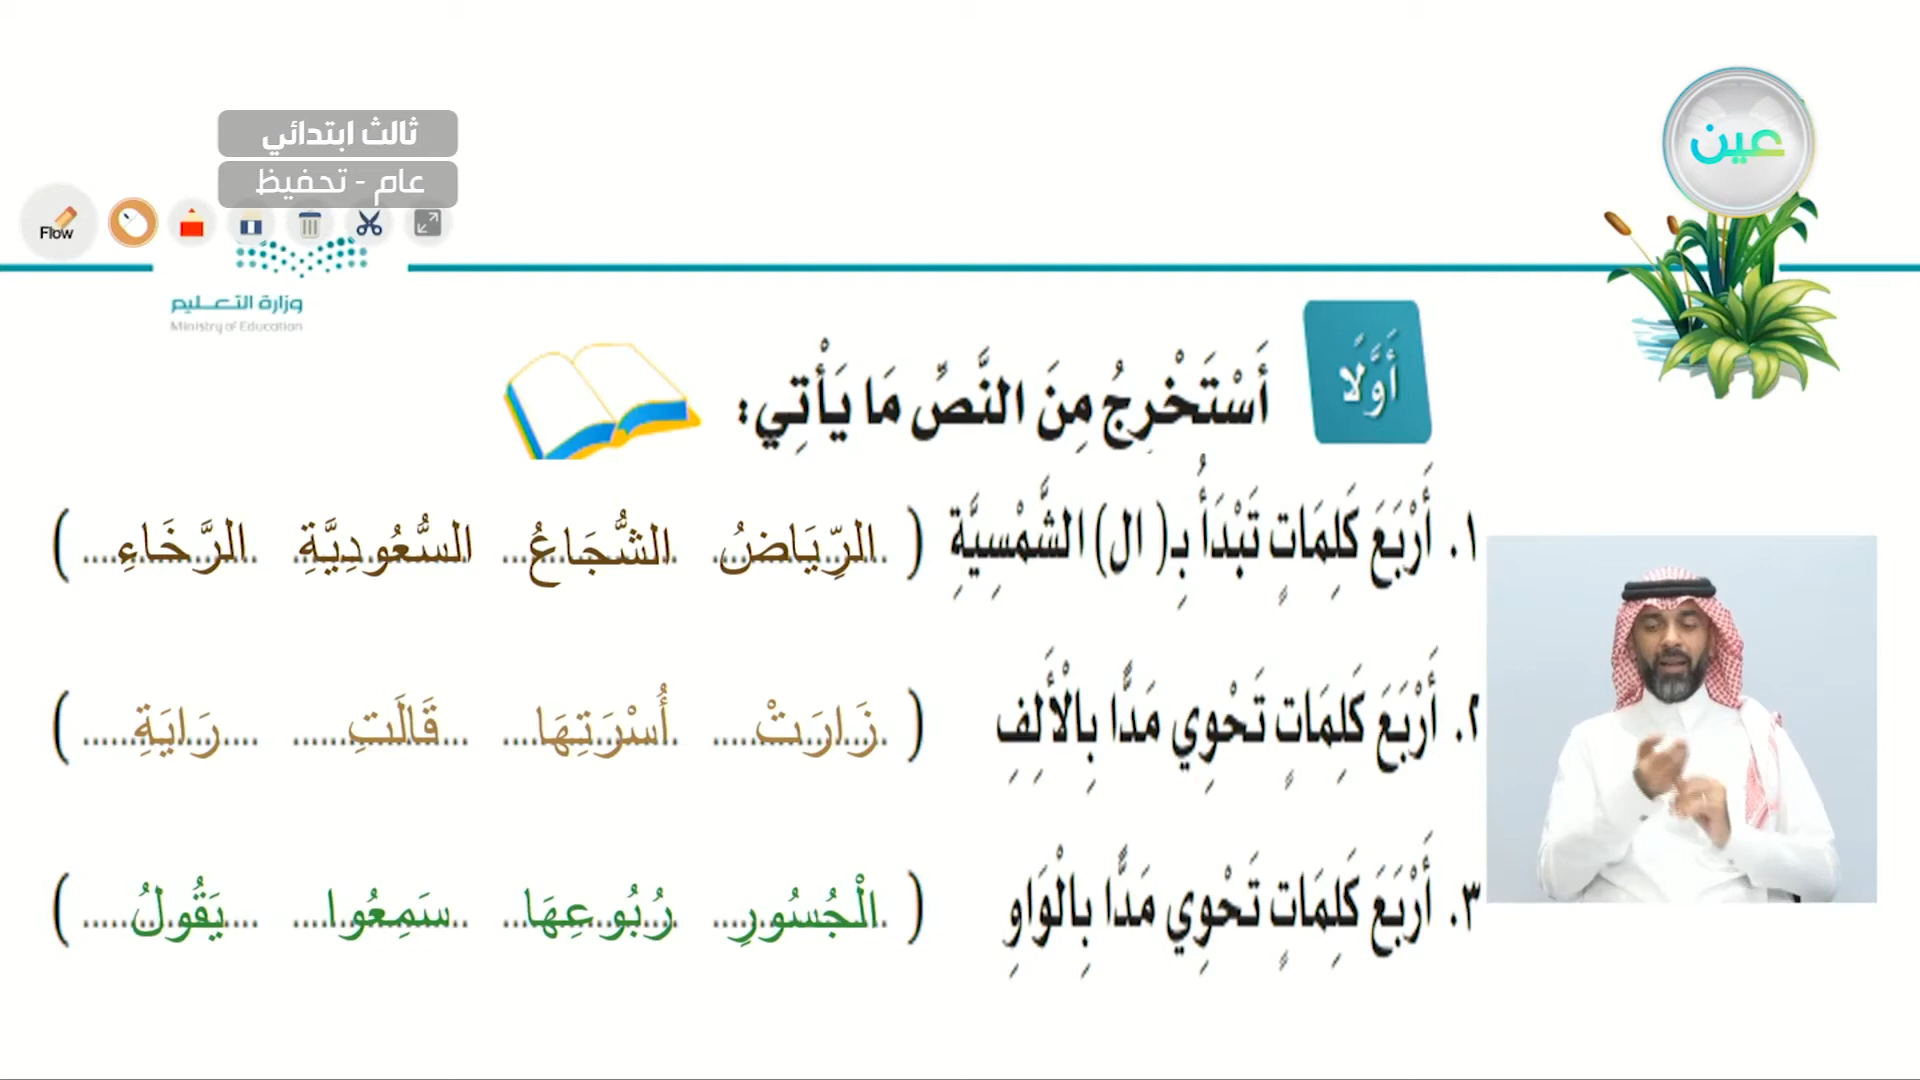 عين
ثالث ابتدائي
عام - تحفيظ
Flow
وزارة التعليم
Ministry of Education
أَوَّلًا
أَسْتَخْرِجُ مِنَ النَّصِّ مَا يَأْتِي:
١. أَرْبَعَ كَلِمَاتٍ تَبْدَأُ بِـ( ال) الشَّمْسِيَّةِ ( الرِّيَاضُ الشُّجَاعُ السُّعُودِيَّةِ الرَّخَاءِ )
٢. أَرْبَعَ كَلِمَاتٍ تَحْوِي مَدًّا بِالْأَلِفِ ( زَارَتْ أُسْرَتِهَا قَالَتِ رَايَةِ )
٣. أَرْبَعَ كَلِمَاتٍ تَحْوِي مَدًّا بِالْوَاوِ ( الْجُسُورِ رُبُوعِهَا سَمِعُوا يَقُولُ )